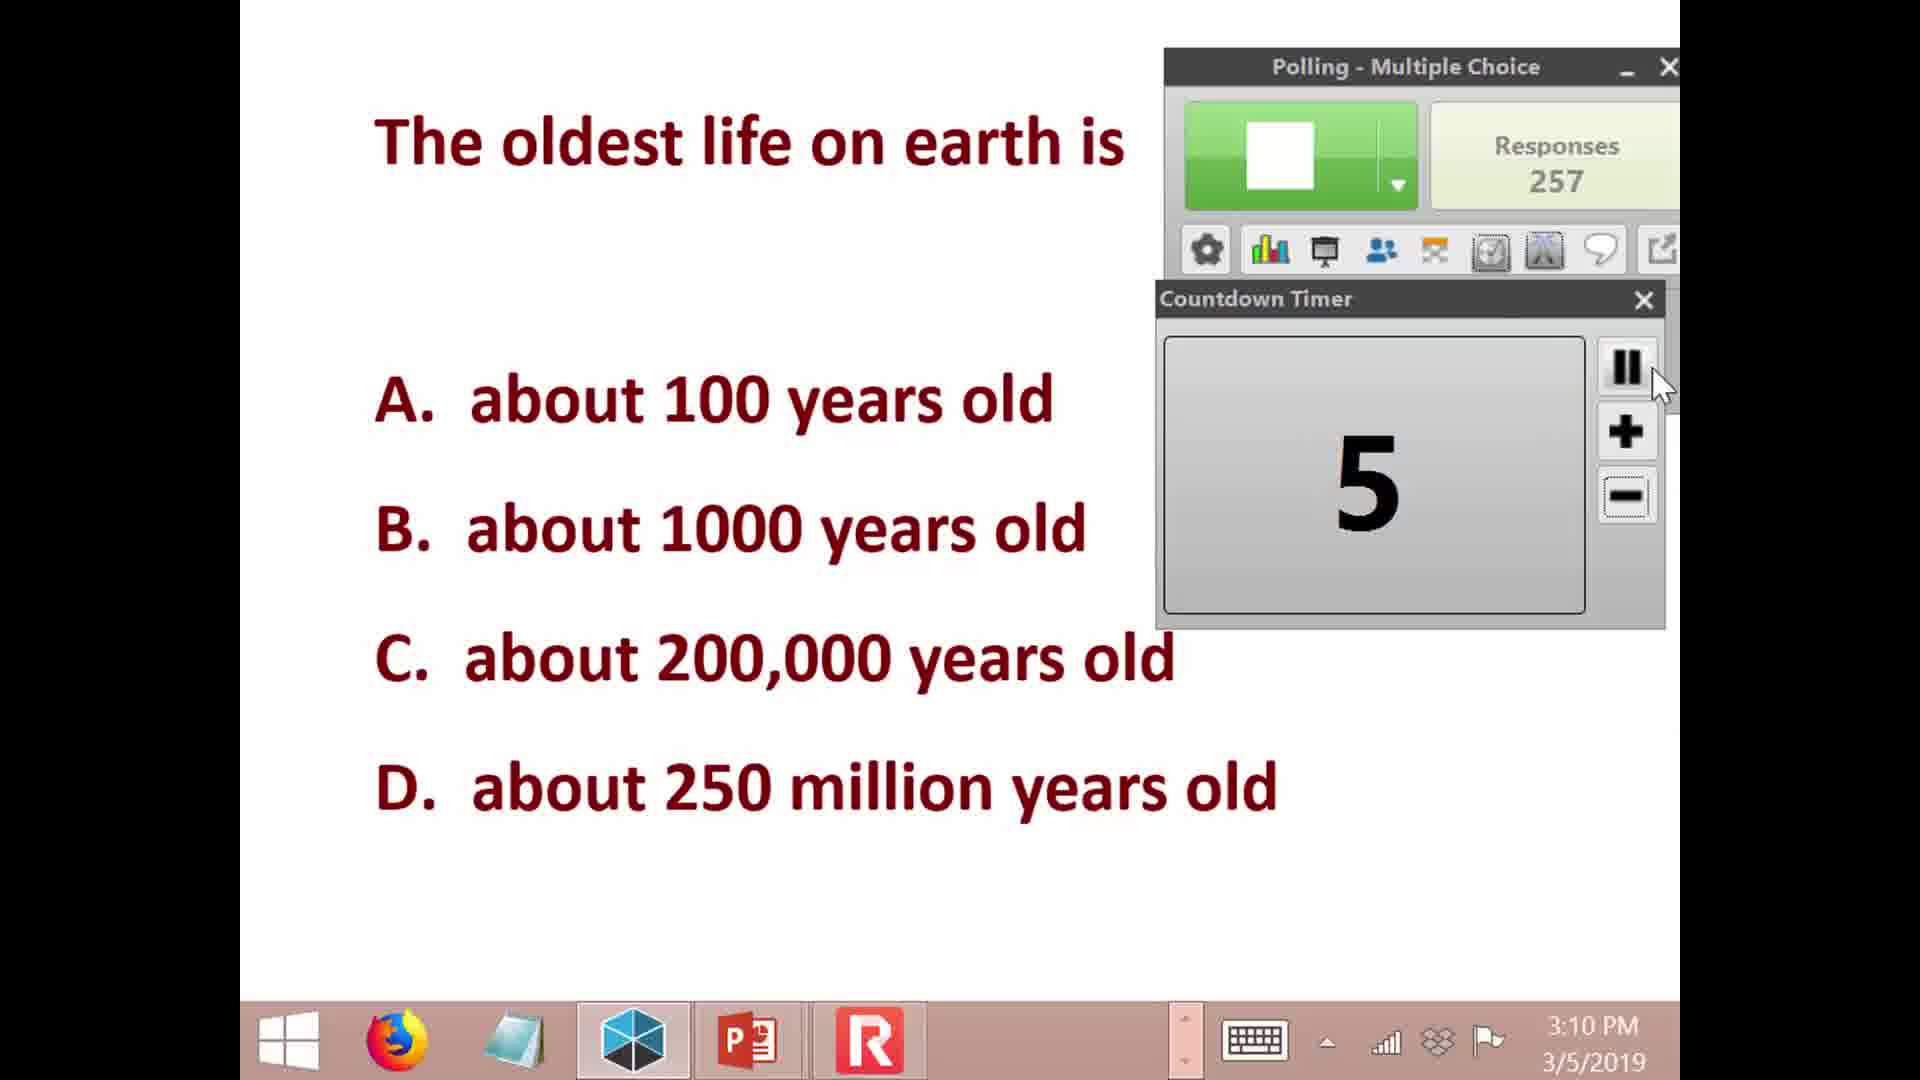 The oldest life on earth is
A. about 100 years old
B. about 1000 years old
C. about 200,000 years old
D. about 250 million years old
Polling - Multiple Choice
Responses
257
Countdown Timer
5
P
R
3:10 PM
3/5/2019